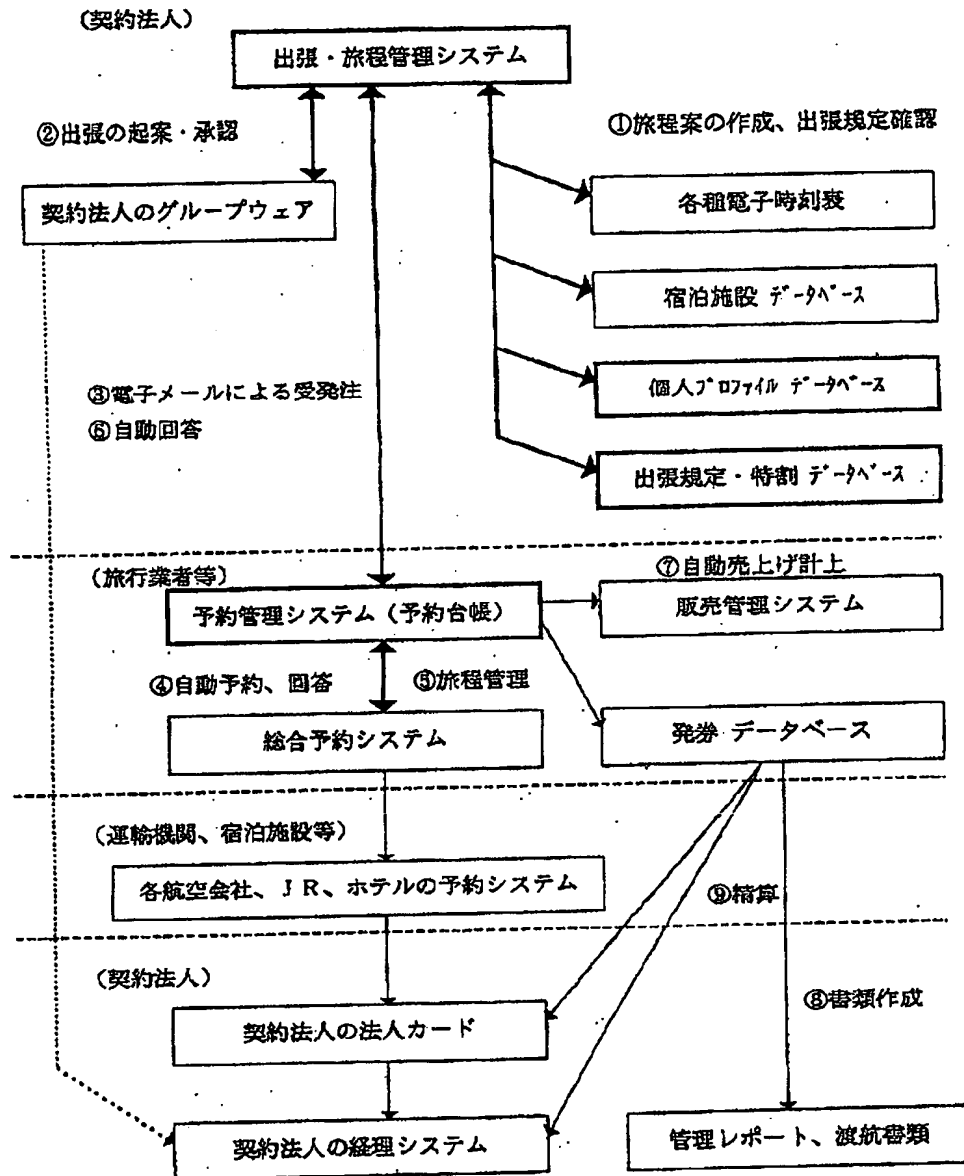 (契約法人)
出張・旅程管理システム
②出張の起案・承認
①旅程案の作成、出張規定確認
契約法人のグループウェア
各種電子時刻表
宿泊施設 データベース
③電子メールによる受発注
⑥自動回答
個人プロファイル データベース
出張規定・特割 データベース
(旅行業者等)
⑦自動売上げ計上
予約管理システム(予約台帳)
販売管理システム
④自動予約、回答
⑤旅程管理
総合予約システム
発券 データベース
(運輸機関、宿泊施設等)
各航空会社、JR、ホテルの予約システム
⑨精算
(契約法人)
⑧書類作成
契約法人の法人カード
契約法人の経理システム
管理レポート、渡航書類